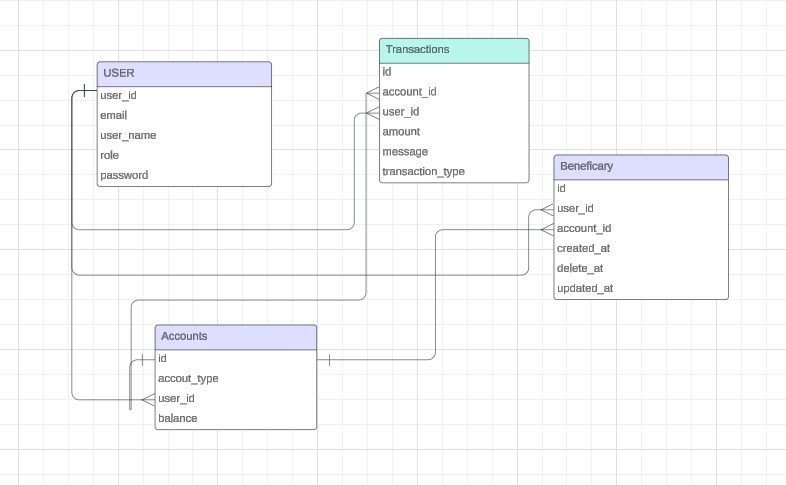 USER
user_id
email
user_name
role
password
Transactions
id
account_id
user_id
amount
message
transaction_type
Beneficary
id
user_id
account_id
created_at
delete_at
updated_at
Accounts
id
accout_type
user_id
balance